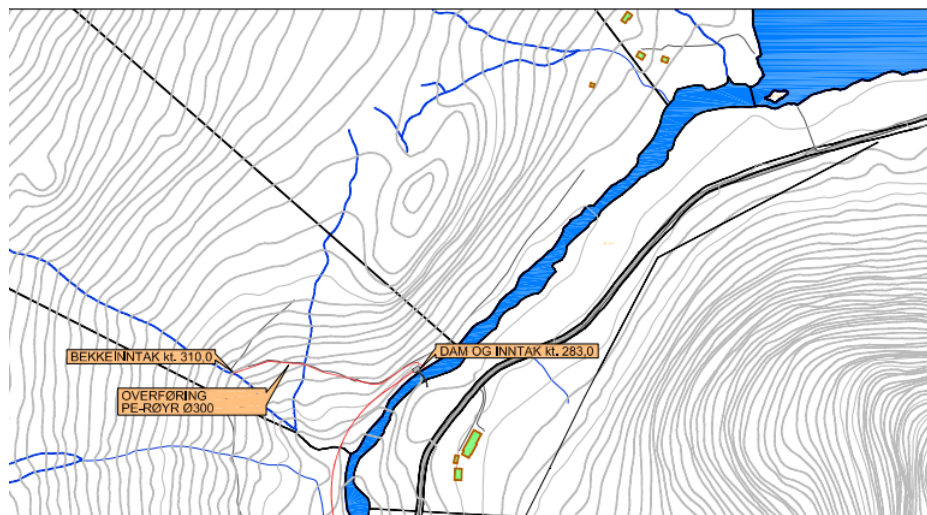 BEKKEINNTAK kt. 310,0
DAM OG INNTAK kt. 283,0
OVERFØRING
PE-RØYR Ø300